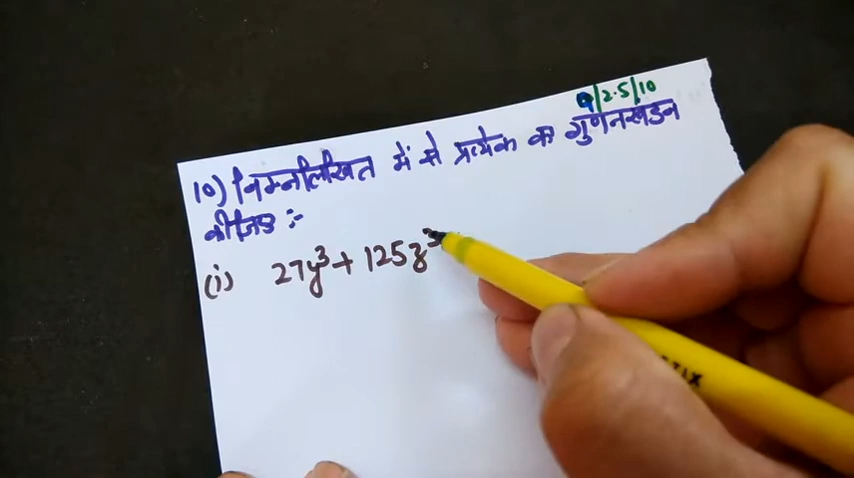 9/2.5/10
10) निम्नलिखित में से प्रत्येक का गुणनखंडन
कीजिए :-
(i) 27y³ + 125z³